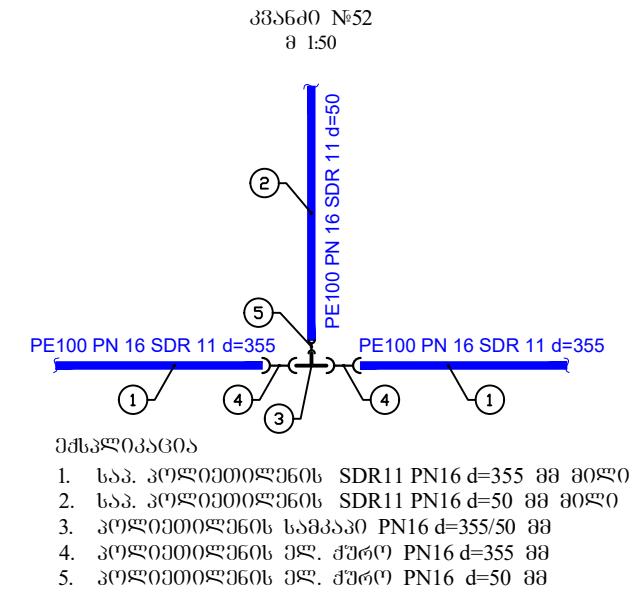 კვანძი №52
მ 1:50
PE100 PN 16 SDR 11 d=50
2
5
PE100 PN 16 SDR 11 d=355
PE100 PN 16 SDR 11 d=355
1
4
3
4
1
ექსპლიკაცია
1. საპ. პოლიეთილენის SDR11 PN16 d=355 მმ მილი
2. საპ. პოლიეთილენის SDR11 PN16 d=50 მმ მილი
3. პოლიეთილენის სამკაპი PN16 d=355/50 მმ
4. პოლიეთილენის ელ. ქურო PN16 d=355 მმ
5. პოლიეთილენის ელ. ქურო PN16 d=50 მმ